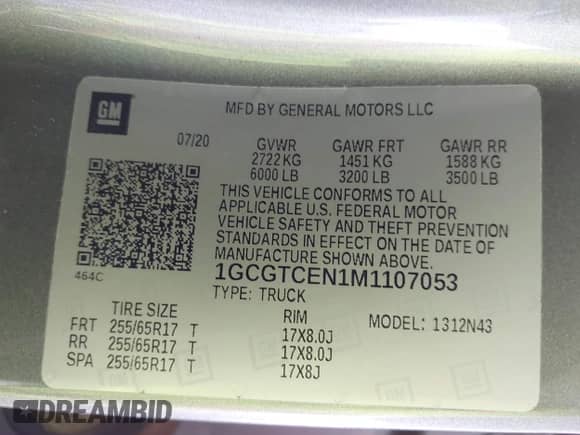 GM
MFD BY GENERAL MOTORS LLC
07/20 GVWR GAWR FRT GAWR RR
2722 KG 1451 KG 1588 KG
6000 LB 3200 LB 3500 LB
THIS VEHICLE CONFORMS TO ALL
APPLICABLE U.S. FEDERAL MOTOR
VEHICLE SAFETY AND THEFT PREVENTION
STANDARDS IN EFFECT ON THE DATE OF
MANUFACTURE SHOWN ABOVE.
464C 1GCGTCEN1M1107053
TYPE: TRUCK
TIRE SIZE RIM MODEL: 1312N43
FRT 255/65R17 T 17X8.0J
RR 255/65R17 T 17X8.0J
SPA 255/65R17 T 17X8J
DREAMBID